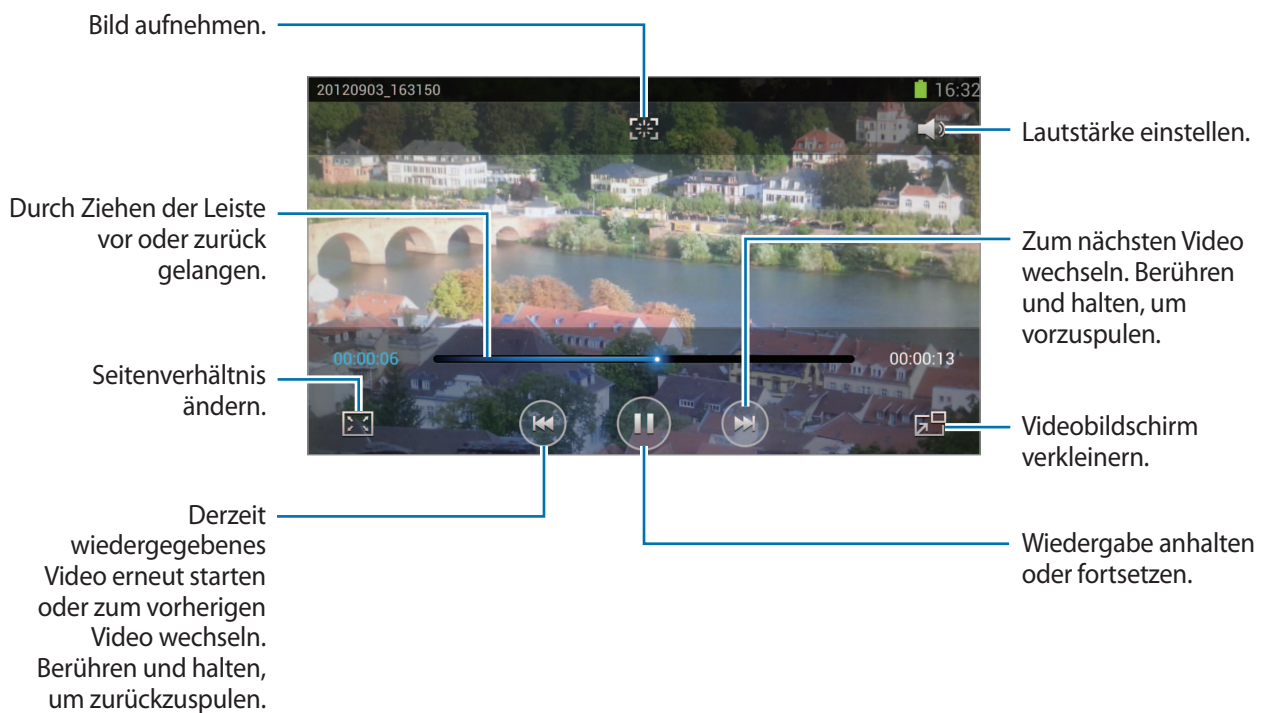 Bild aufnehmen.
20120903_163150
16:32
Lautstärke einstellen.
Durch Ziehen der Leiste
vor oder zurück
gelangen.
Zum nächsten Video
wechseln. Berühren
und halten, um
vorzuspulen.
00:00:06
00:00:13
Seitenverhältnis
ändern.
Videobildschirm
verkleinern.
Derzeit
wiedergegebenes
Video erneut starten
oder zum vorherigen
Video wechseln.
Berühren und halten,
um zurückzuspulen.
Wiedergabe anhalten
oder fortsetzen.